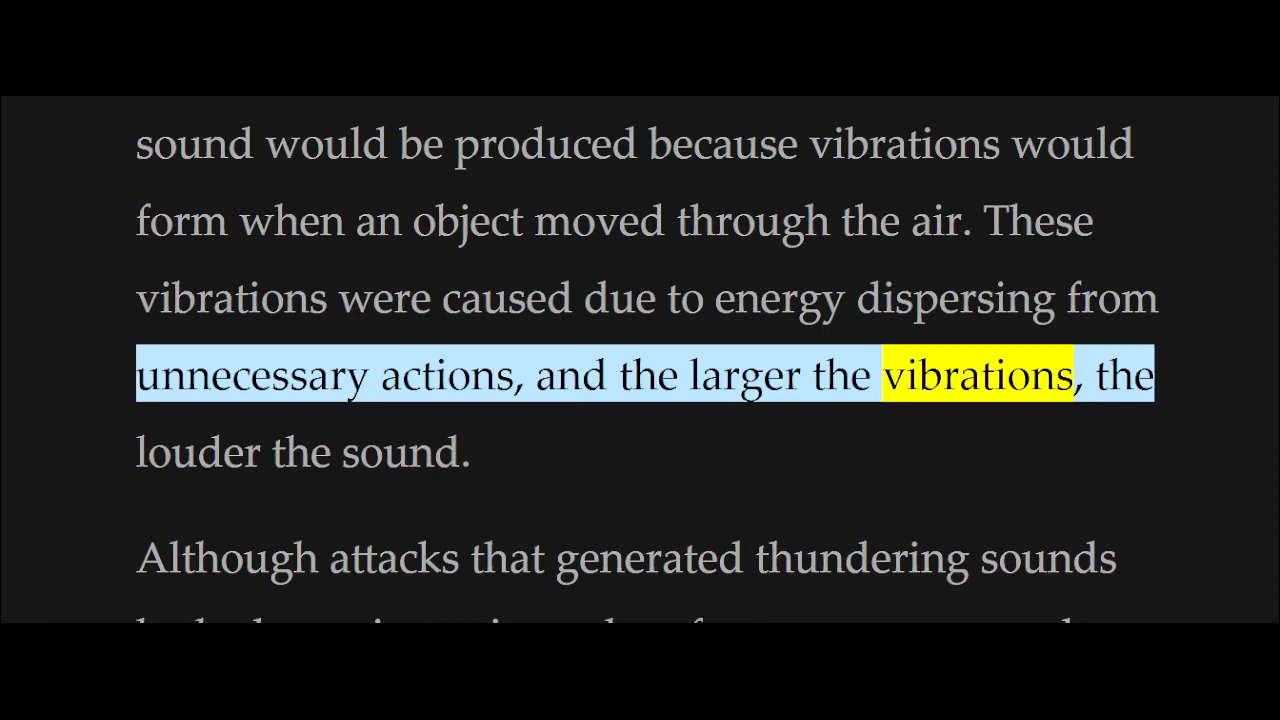 sound would be produced because vibrations would
form when an object moved through the air. These
vibrations were caused due to energy dispersing from
unnecessary actions, and the larger the vibrations, the
louder the sound.
Although attacks that generated thundering sounds